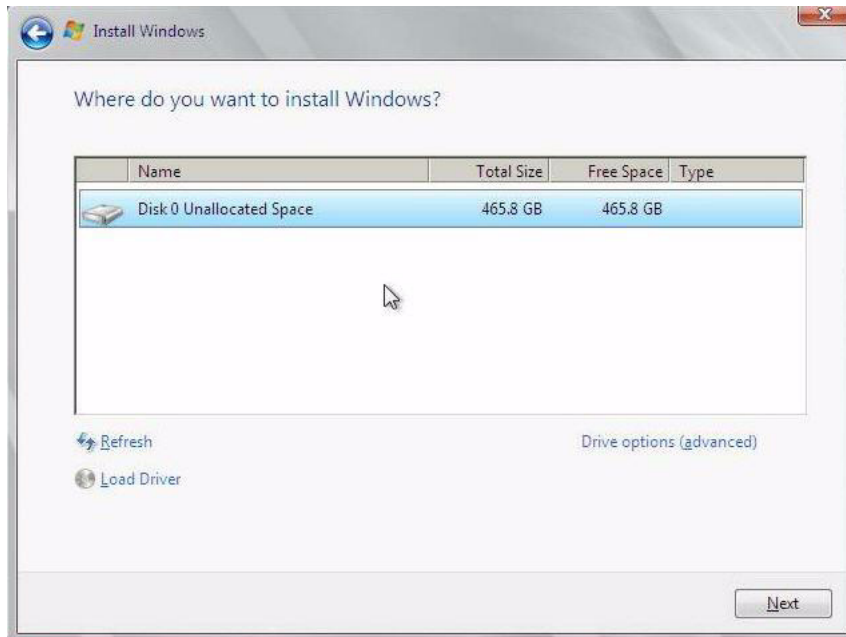 Install Windows
Where do you want to install Windows?
Name Total Size Free Space Type
Disk 0 Unallocated Space 465.8 GB 465.8 GB
Refresh Drive options (advanced)
Load Driver
Next